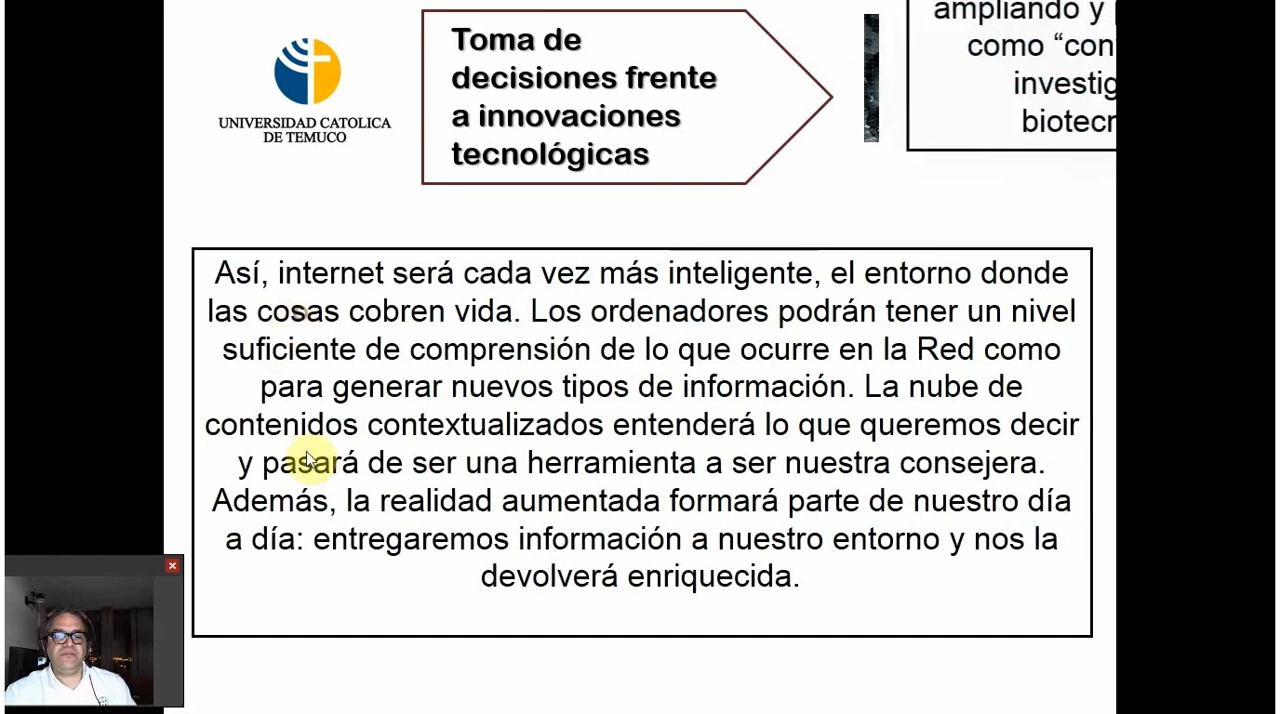 UNIVERSIDAD CATOLICA
DE TEMUCO
Toma de
decisiones frente
a innovaciones
tecnológicas
ampliando y
como “con
investig
biotecn
Así, internet será cada vez más inteligente, el entorno donde
las cosas cobren vida. Los ordenadores podrán tener un nivel
suficiente de comprensión de lo que ocurre en la Red como
para generar nuevos tipos de información. La nube de
contenidos contextualizados entenderá lo que queremos decir
y pasará de ser una herramienta a ser nuestra consejera.
Además, la realidad aumentada formará parte de nuestro día
a día: entregaremos información a nuestro entorno y nos la
devolverá enriquecida.